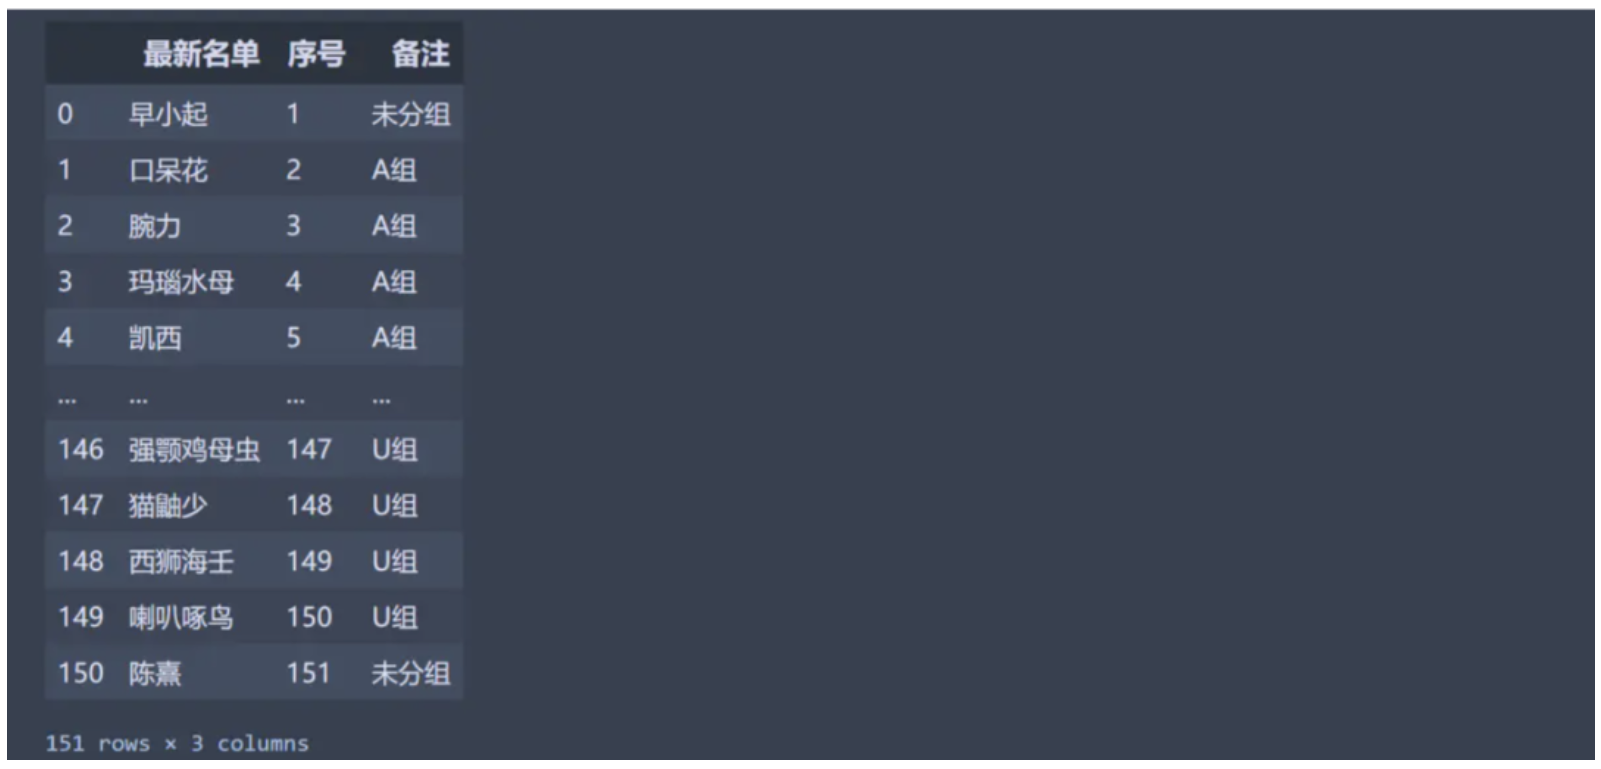 最新名单 序号 备注
0 早小起 1 未分组
1 口呆花 2 A组
2 腕力 3 A组
3 玛瑙水母 4 A组
4 凯西 5 A组
... ... ... ...
146 强颚鸡母虫 147 U组
147 猫鼬少 148 U组
148 西狮海壬 149 U组
149 喇叭啄鸟 150 U组
150 陈熹 151 未分组
151 rows × 3 columns